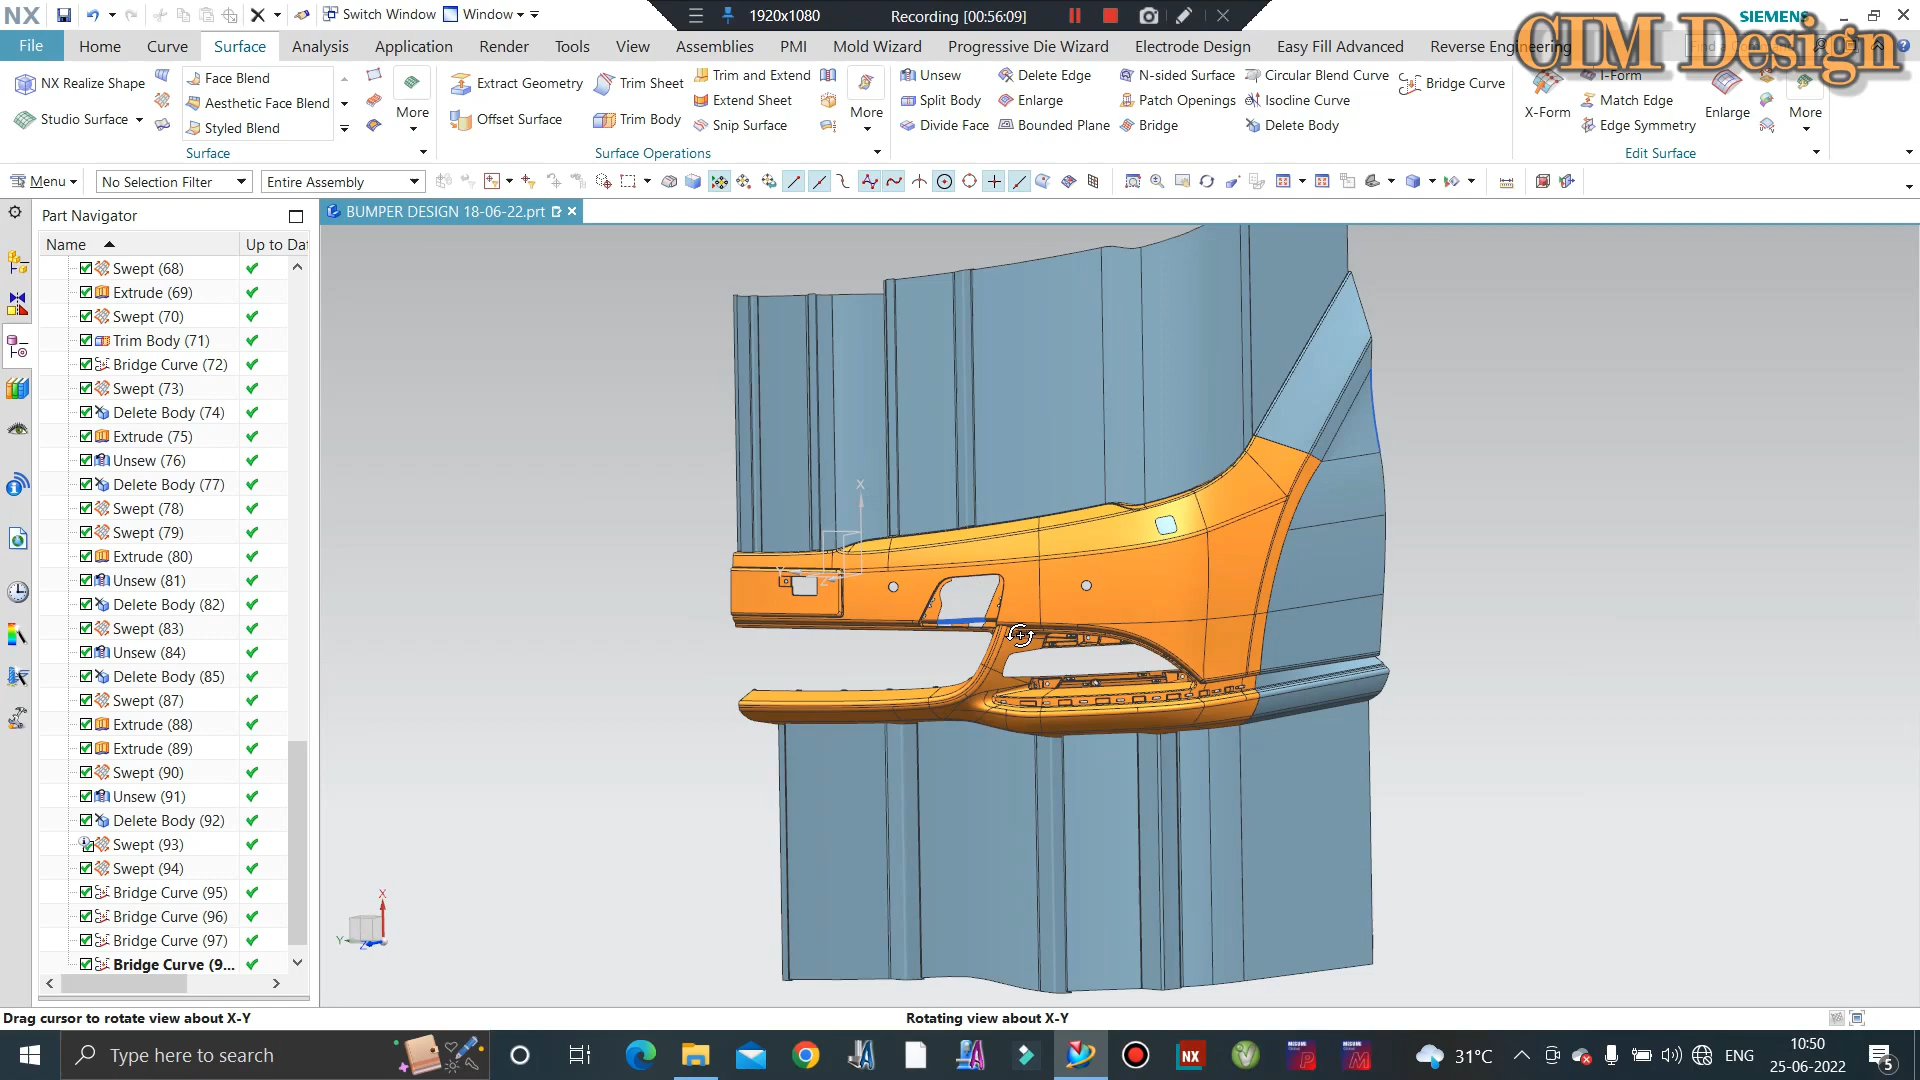 NX
Switch Window
Window
1920x1080
Recording [00:56:09]
SIEMENS
CIM Design
File
Home
Curve
Surface
Analysis
Application
Render
Tools
View
Assemblies
PMI
Mold Wizard
Progressive Die Wizard
Electrode Design
Easy Fill Advanced
Reverse Engineering
NX Realize Shape
Studio Surface
Face Blend
Aesthetic Face Blend
Styled Blend
More
Surface
Extract Geometry
Offset Surface
Trim Sheet
Trim Body
Trim and Extend
Extend Sheet
Snip Surface
More
Surface Operations
Unsew
Split Body
Divide Face
Delete Edge
Enlarge
Bounded Plane
N-sided Surface
Patch Openings
Bridge
Circular Blend Curve
Isocline Curve
Delete Body
Bridge Curve
X-Form
I-Form
Match Edge
Edge Symmetry
Enlarge
More
Edit Surface
Menu
No Selection Filter
Entire Assembly
Part Navigator
BUMPER DESIGN 18-06-22.prt
Name
Up to Dat
Swept (68)
Extrude (69)
Swept (70)
Trim Body (71)
Bridge Curve (72)
Swept (73)
Delete Body (74)
Extrude (75)
Unsew (76)
Delete Body (77)
Swept (78)
Swept (79)
Extrude (80)
Unsew (81)
Delete Body (82)
Swept (83)
Unsew (84)
Delete Body (85)
Swept (87)
Extrude (88)
Extrude (89)
Swept (90)
Unsew (91)
Delete Body (92)
Swept (93)
Swept (94)
Bridge Curve (95)
Bridge Curve (96)
Bridge Curve (97)
Bridge Curve (9...
X
Y
Z
X
Y
Z
Drag cursor to rotate view about X-Y
Rotating view about X-Y
Type here to search
NX
31°C
ENG
10:50
25-06-2022
5